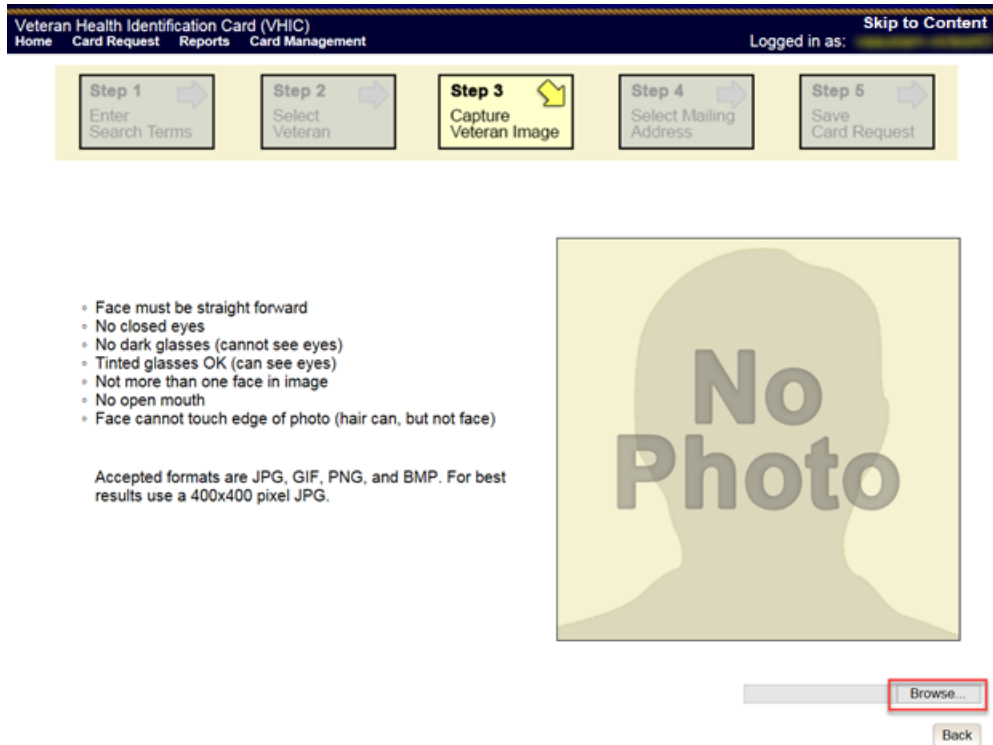 Veteran Health Identification Card (VHIC)
Skip to Content
Home Card Request Reports Card Management
Logged in as:
Step 1
Enter
Search Terms
Step 2
Select
Veteran
Step 3
Capture
Veteran Image
Step 4
Select Mailing
Address
Step 5
Save
Card Request
◦ Face must be straight forward
◦ No closed eyes
◦ No dark glasses (cannot see eyes)
◦ Tinted glasses OK (can see eyes)
◦ Not more than one face in image
◦ No open mouth
◦ Face cannot touch edge of photo (hair can, but not face)
Accepted formats are JPG, GIF, PNG, and BMP. For best
results use a 400x400 pixel JPG.
No
Photo
Browse...
Back